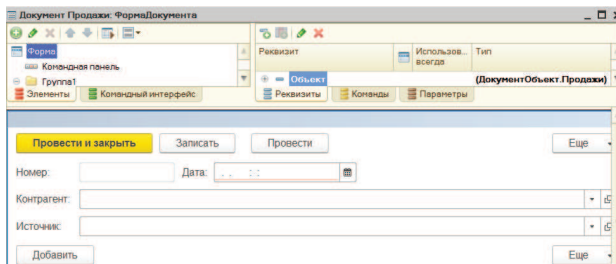 Документ Продажи: ФормаДокумента
Форма
Командная панель
Группа1
Элементы
Командный интерфейс
Реквизит
Использов... всегда
Тип
Объект
(ДокументОбъект.Продажи)
Реквизиты
Команды
Параметры
Провести и закрыть
Записать
Провести
Еще
Номер:
Дата:
. . : :
Контрагент:
Источник:
Добавить
Еще